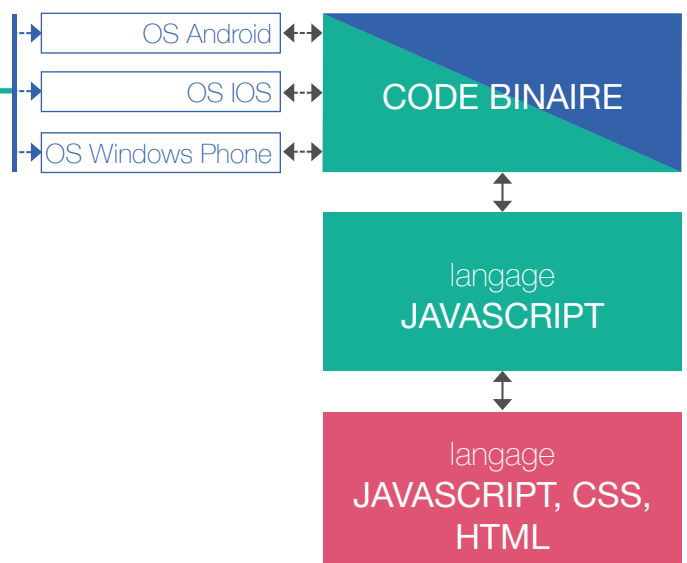 OS Android
OS IOS
OS Windows Phone
CODE BINAIRE
langage
JAVASCRIPT
langage
JAVASCRIPT, CSS,
HTML